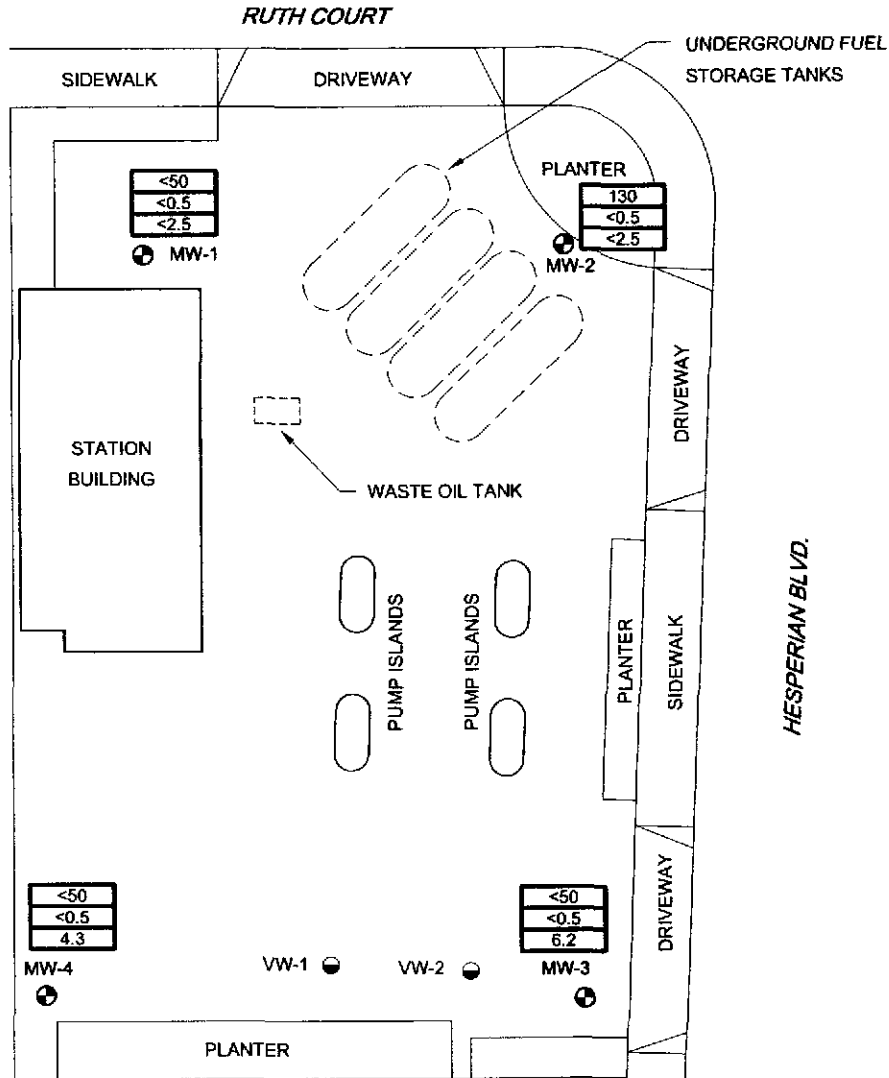 RUTH COURT
UNDERGROUND FUEL
STORAGE TANKS
SIDEWALK
DRIVEWAY
PLANTER
<50
<0.5
<2.5
MW-1
130
<0.5
<2.5
MW-2
DRIVEWAY
STATION
BUILDING
WASTE OIL TANK
HESPERIAN BLVD.
PUMP ISLANDS
PUMP ISLANDS
PLANTER
SIDEWALK
<50
<0.5
4.3
MW-4
VW-1
VW-2
<50
<0.5
6.2
MW-3
DRIVEWAY
PLANTER